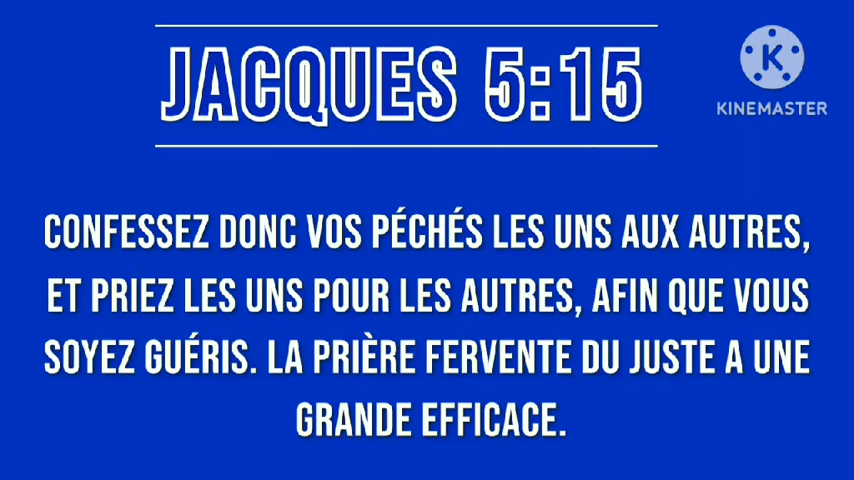 JACQUES 5:15
KINEMASTER
CONFESSEZ DONC VOS PÉCHÉS LES UNS AUX AUTRES,
ET PRIEZ LES UNS POUR LES AUTRES, AFIN QUE VOUS
SOYEZ GUÉRIS. LA PRIÈRE FERVENTE DU JUSTE A UNE
GRANDE EFFICACE.